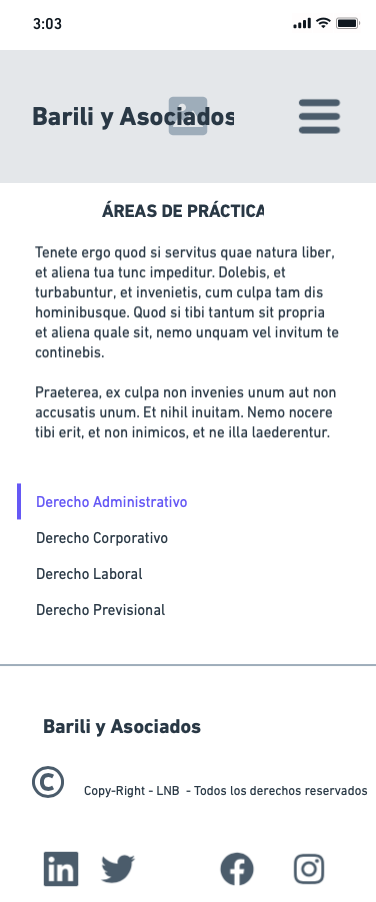 3:03
Barili y Asociados
ÁREAS DE PRÁCTICA
Tenete ergo quod si servitus quae natura liber,
et aliena tua tunc impeditur. Dolebis, et
turbabuntur, et invenietis, cum culpa tam dis
hominibusque. Quod si tibi tantum sit propria
et aliena quale sit, nemo unquam vel invitum te
continebis.
Praeterea, ex culpa non invenies unum aut non
accusatis unum. Et nihil inuitam. Nemo nocere
tibi erit, et non inimicos, et ne illa laederentur.
Derecho Administrativo
Derecho Corporativo
Derecho Laboral
Derecho Previsional
Barili y Asociados
© Copy-Right - LNB - Todos los derechos reservados